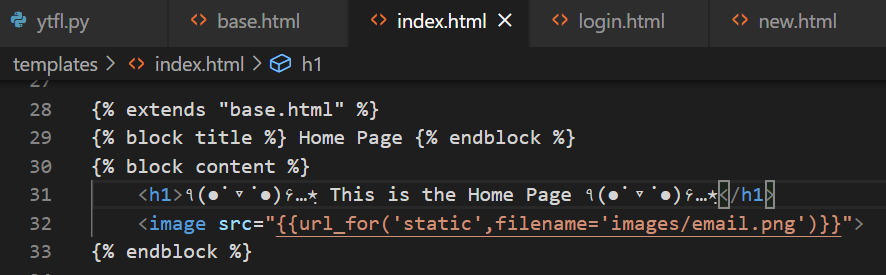 ytfl.py base.html index.html login.html new.html
templates > index.html > h1
27
28 {% extends "base.html" %}
29 {% block title %} Home Page {% endblock %}
30 {% block content %}
31 <h1>٩(●˙▿˙●)۶…⋆ฺ This is the Home Page ٩(●˙▿˙●)۶…⋆ฺ</h1>
32 <image src="{{url_for('static',filename='images/email.png')}}">
33 {% endblock %}